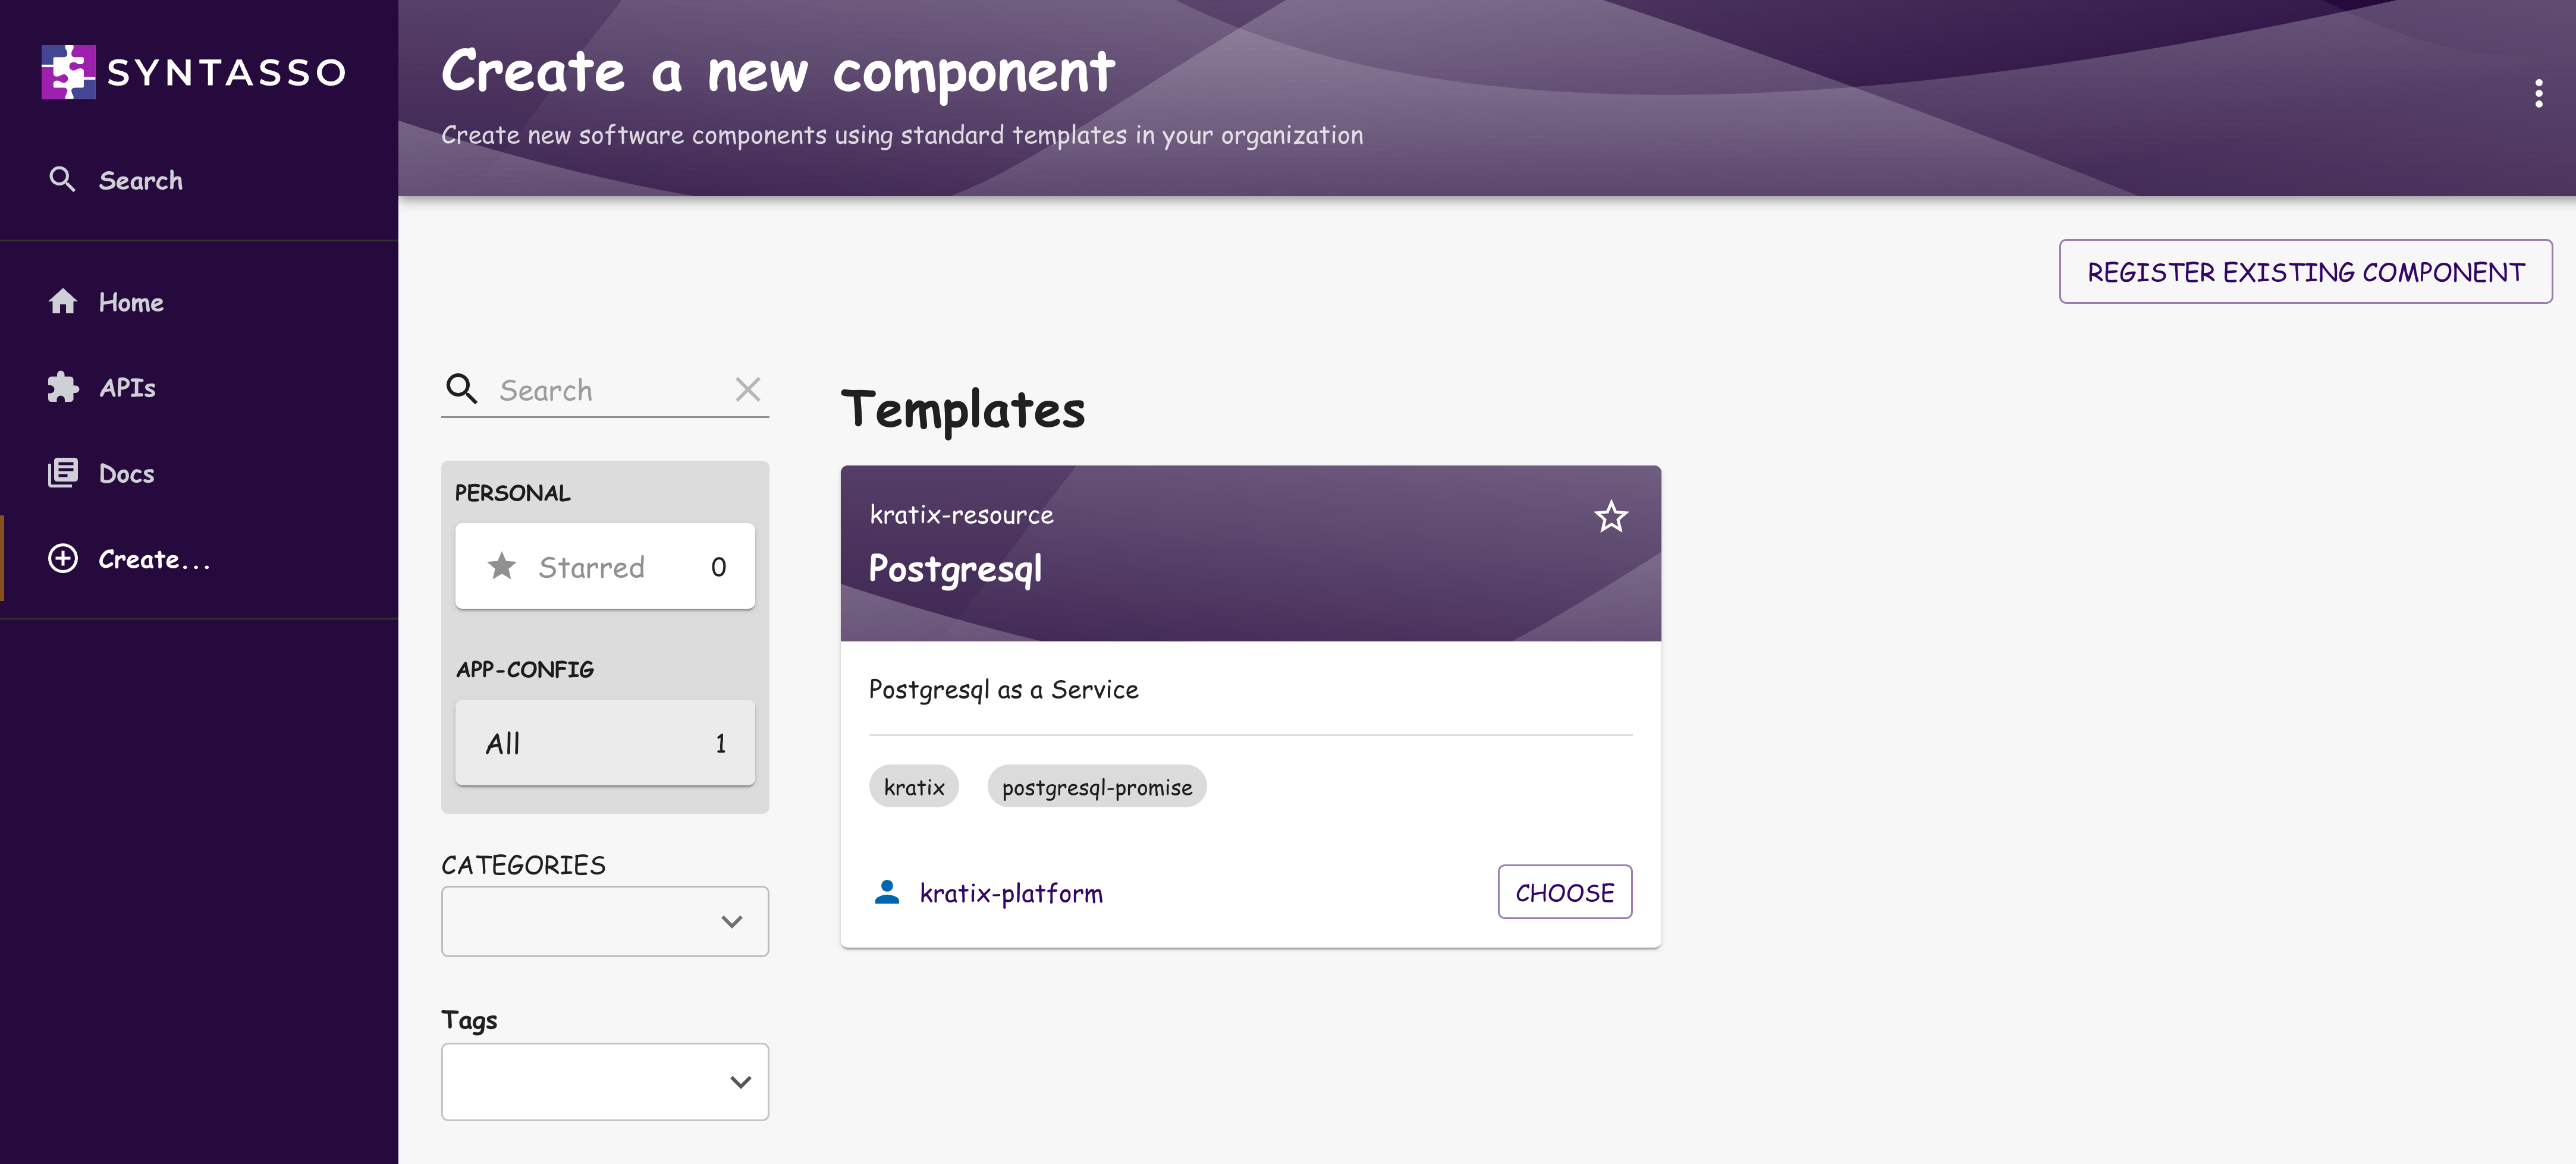 SYNTASSO
Search
Home
APIs
Docs
Create...
Create a new component
Create new software components using standard templates in your organization
REGISTER EXISTING COMPONENT
Search
PERSONAL
Starred 0
APP-CONFIG
All 1
CATEGORIES
Tags
Templates
kratix-resource
Postgresql
Postgresql as a Service
kratix postgresql-promise
kratix-platform CHOOSE